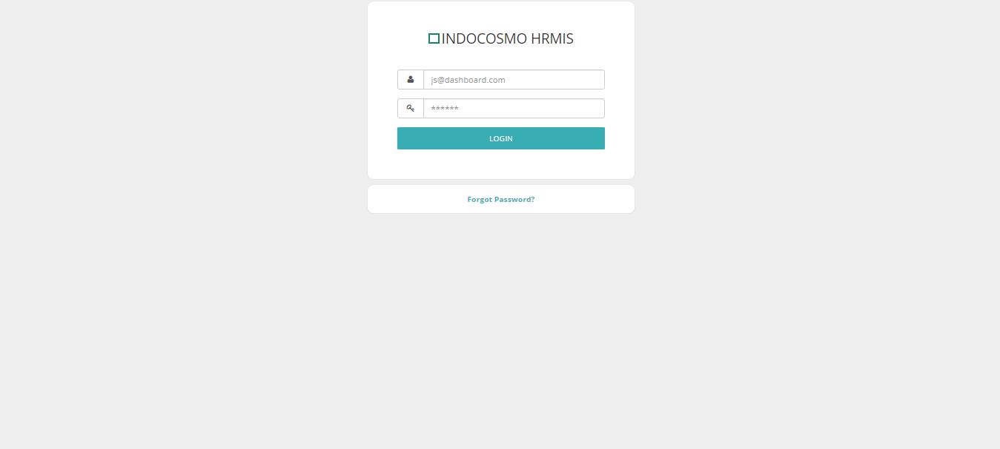 INDOCOSMO HRMIS
js@dashboard.com
******
LOGIN
Forgot Password?